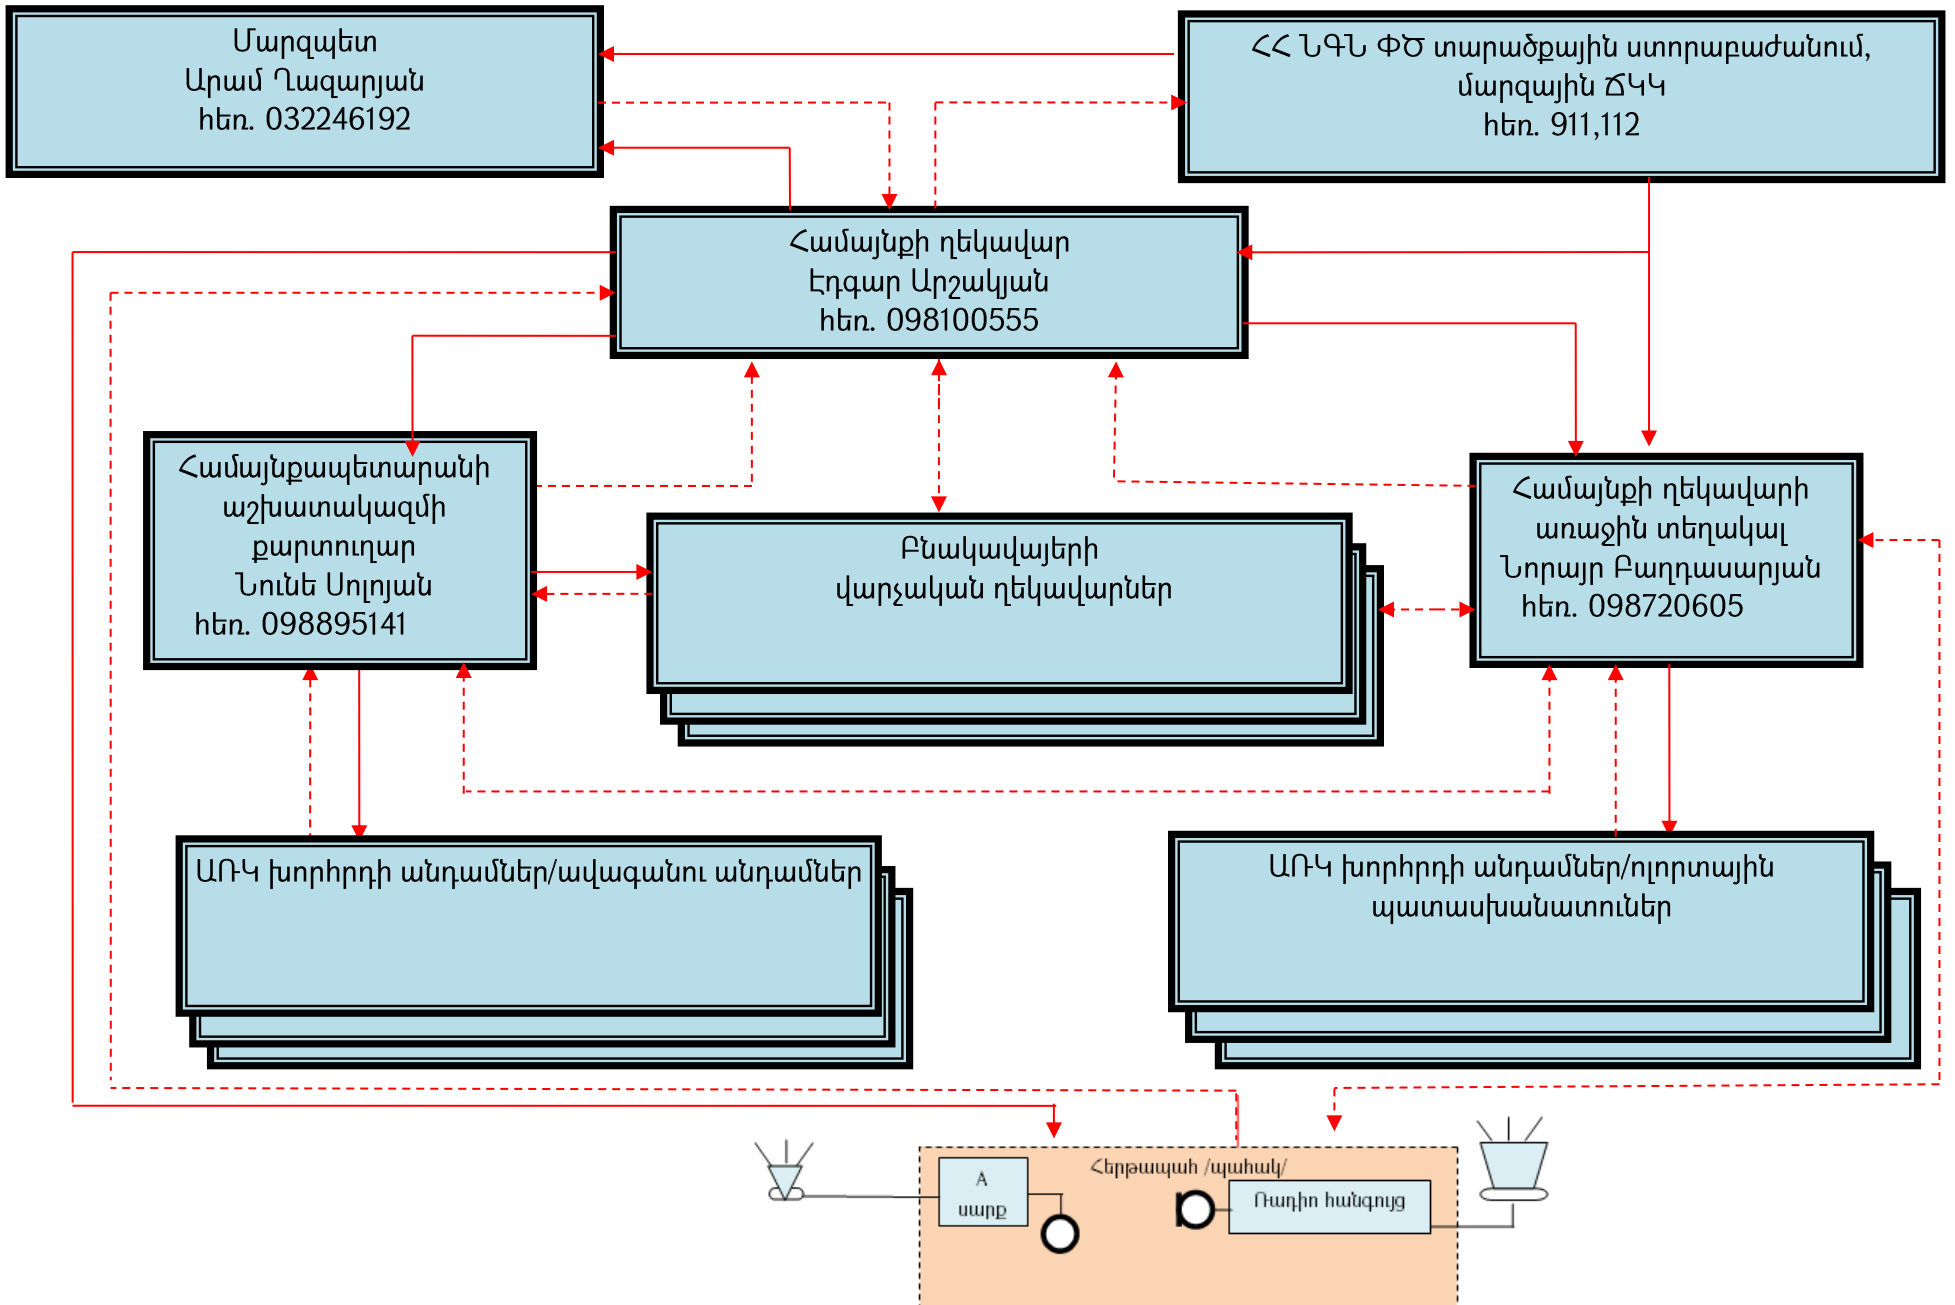 Մարզպետ
Արամ Ղազարյան
հեռ. 032246192
ՀՀ ՆԳՆ ՓԾ տարածքային ստորաբաժանում,
մարզային ՃԿԿ
հեռ. 911,112
Համայնքի ղեկավար
Էդգար Արշակյան
հեռ. 098100555
Համայնքապետարանի
աշխատակազմի
քարտուղար
Նունե Սոլոյան
հեռ. 098895141
Բնակավայերի
վարչական ղեկավարներ
Համայնքի ղեկավարի
առաջին տեղակալ
Նորայր Բաղդասարյան
հեռ. 098720605
ԱՌԿ խորհրդի անդամներ/ավագանու անդամներ
ԱՌԿ խորհրդի անդամներ/ոլորտային
պատասխանատուներ
Հերթապահ /պահակ/
A
սարք
Ռադիո հանգույց